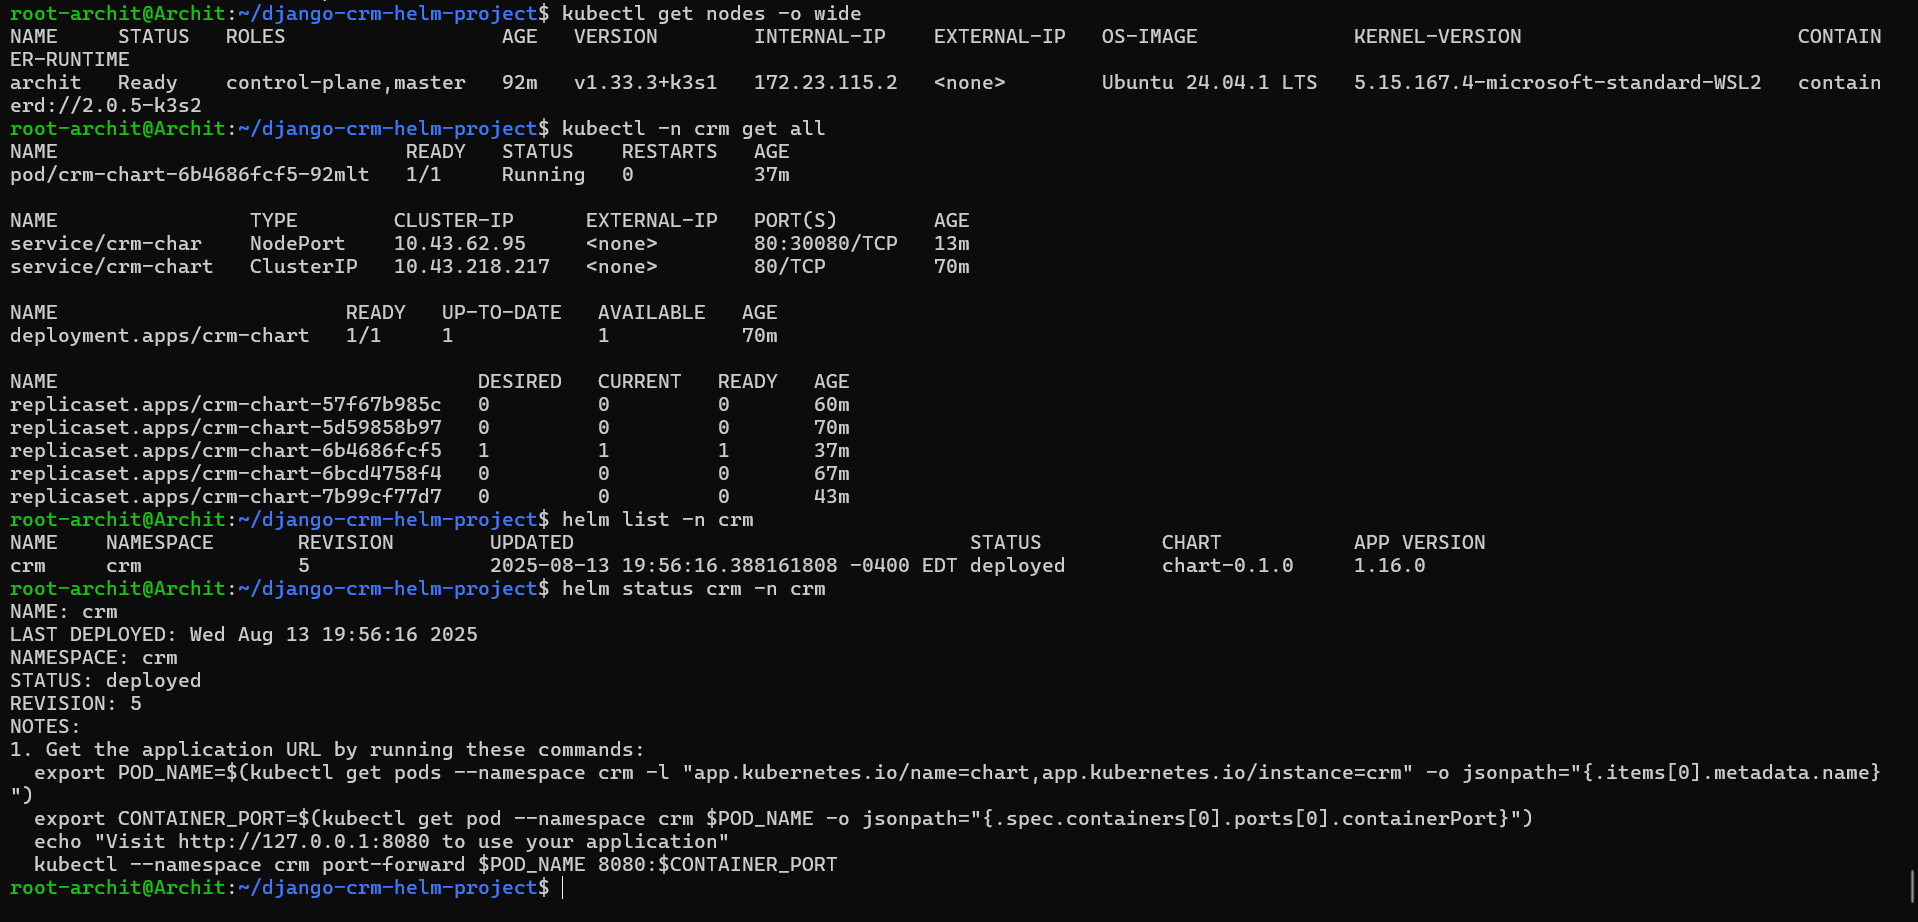 root-archit@Archit:~/django-crm-helm-project$ kubectl get nodes -o wide
NAME     STATUS   ROLES                  AGE   VERSION        INTERNAL-IP    EXTERNAL-IP   OS-IMAGE             KERNEL-VERSION                       CONTAIN
ER-RUNTIME
archit   Ready    control-plane,master   92m   v1.33.3+k3s1   172.23.115.2   <none>        Ubuntu 24.04.1 LTS   5.15.167.4-microsoft-standard-WSL2   contain
erd://2.0.5-k3s2
root-archit@Archit:~/django-crm-helm-project$ kubectl -n crm get all
NAME                             READY   STATUS    RESTARTS   AGE
pod/crm-chart-6b4686fcf5-92mlt   1/1     Running   0          37m

NAME                TYPE        CLUSTER-IP      EXTERNAL-IP   PORT(S)        AGE
service/crm-char    NodePort    10.43.62.95     <none>        80:30080/TCP   13m
service/crm-chart   ClusterIP   10.43.218.217   <none>        80/TCP         70m

NAME                        READY   UP-TO-DATE   AVAILABLE   AGE
deployment.apps/crm-chart   1/1     1            1           70m

NAME                                   DESIRED   CURRENT   READY   AGE
replicaset.apps/crm-chart-57f67b985c   0         0         0       60m
replicaset.apps/crm-chart-5d59858b97   0         0         0       70m
replicaset.apps/crm-chart-6b4686fcf5   1         1         1       37m
replicaset.apps/crm-chart-6bcd4758f4   0         0         0       67m
replicaset.apps/crm-chart-7b99cf77d7   0         0         0       43m
root-archit@Archit:~/django-crm-helm-project$ helm list -n crm
NAME    NAMESPACE       REVISION        UPDATED                                 STATUS          CHART           APP VERSION
crm     crm             5               2025-08-13 19:56:16.388161808 -0400 EDT deployed        chart-0.1.0     1.16.0
root-archit@Archit:~/django-crm-helm-project$ helm status crm -n crm
NAME: crm
LAST DEPLOYED: Wed Aug 13 19:56:16 2025
NAMESPACE: crm
STATUS: deployed
REVISION: 5
NOTES:
1. Get the application URL by running these commands:
  export POD_NAME=$(kubectl get pods --namespace crm -l "app.kubernetes.io/name=chart,app.kubernetes.io/instance=crm" -o jsonpath="{.items[0].metadata.name}
")
  export CONTAINER_PORT=$(kubectl get pod --namespace crm $POD_NAME -o jsonpath="{.spec.containers[0].ports[0].containerPort}")
  echo "Visit http://127.0.0.1:8080 to use your application"
  kubectl --namespace crm port-forward $POD_NAME 8080:$CONTAINER_PORT
root-archit@Archit:~/django-crm-helm-project$